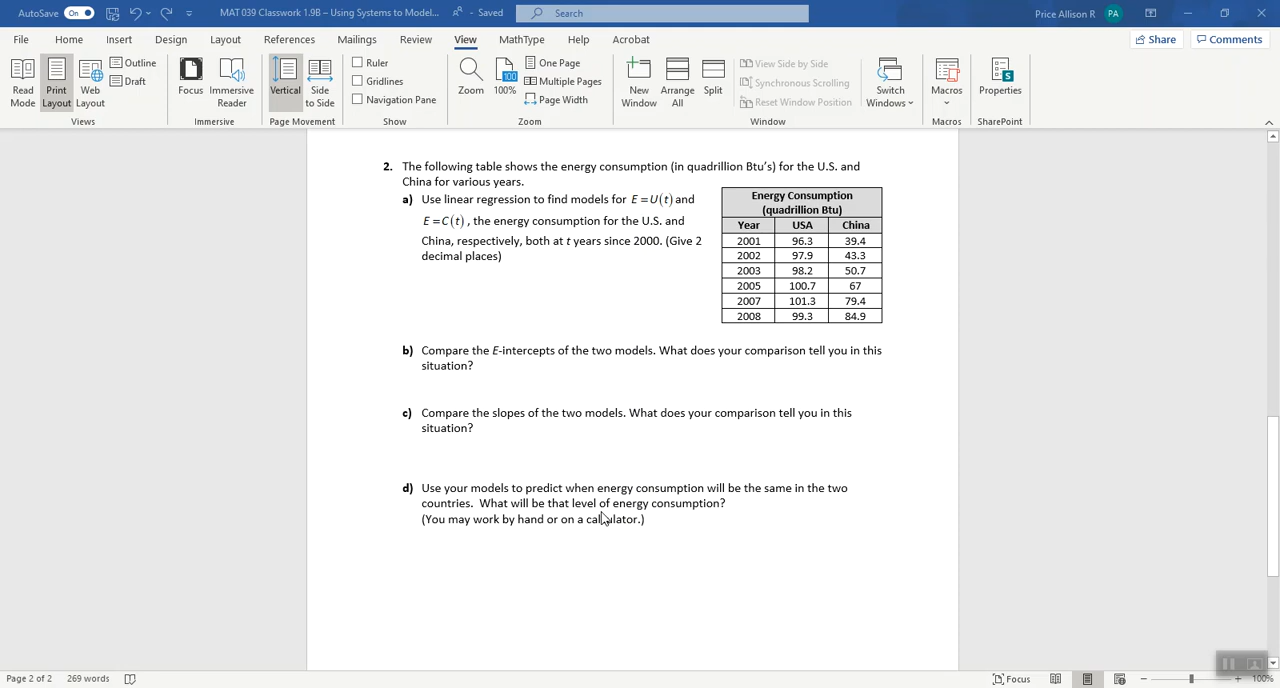 AutoSave On MAT 039 Classwork 1.9B – Using Systems to Model... - Saved Search Price Allison R PA
File Home Insert Design Layout References Mailings Review View MathType Help Acrobat Share Comments
Read Mode Print Layout Web Layout Outline Draft
Focus Immersive Reader
Vertical Side to Side
Ruler Gridlines Navigation Pane
Zoom 100 100% One Page Multiple Pages Page Width
New Window Arrange All Split
View Side by Side Synchronous Scrolling Reset Window Position
Switch Windows
Macros
Properties
Views Immersive Page Movement Show Zoom Window Macros SharePoint
2. The following table shows the energy consumption (in quadrillion Btu's) for the U.S. and
China for various years.
a) Use linear regression to find models for E = U(t) and
E = C(t), the energy consumption for the U.S. and
China, respectively, both at t years since 2000. (Give 2
decimal places)
Energy Consumption
(quadrillion Btu)
Year USA China
2001 96.3 39.4
2002 97.9 43.3
2003 98.2 50.7
2005 100.7 67
2007 101.3 79.4
2008 99.3 84.9
b) Compare the E-intercepts of the two models. What does your comparison tell you in this
situation?
c) Compare the slopes of the two models. What does your comparison tell you in this
situation?
d) Use your models to predict when energy consumption will be the same in the two
countries. What will be that level of energy consumption?
(You may work by hand or on a calculator.)
Page 2 of 2 269 words Focus 100%